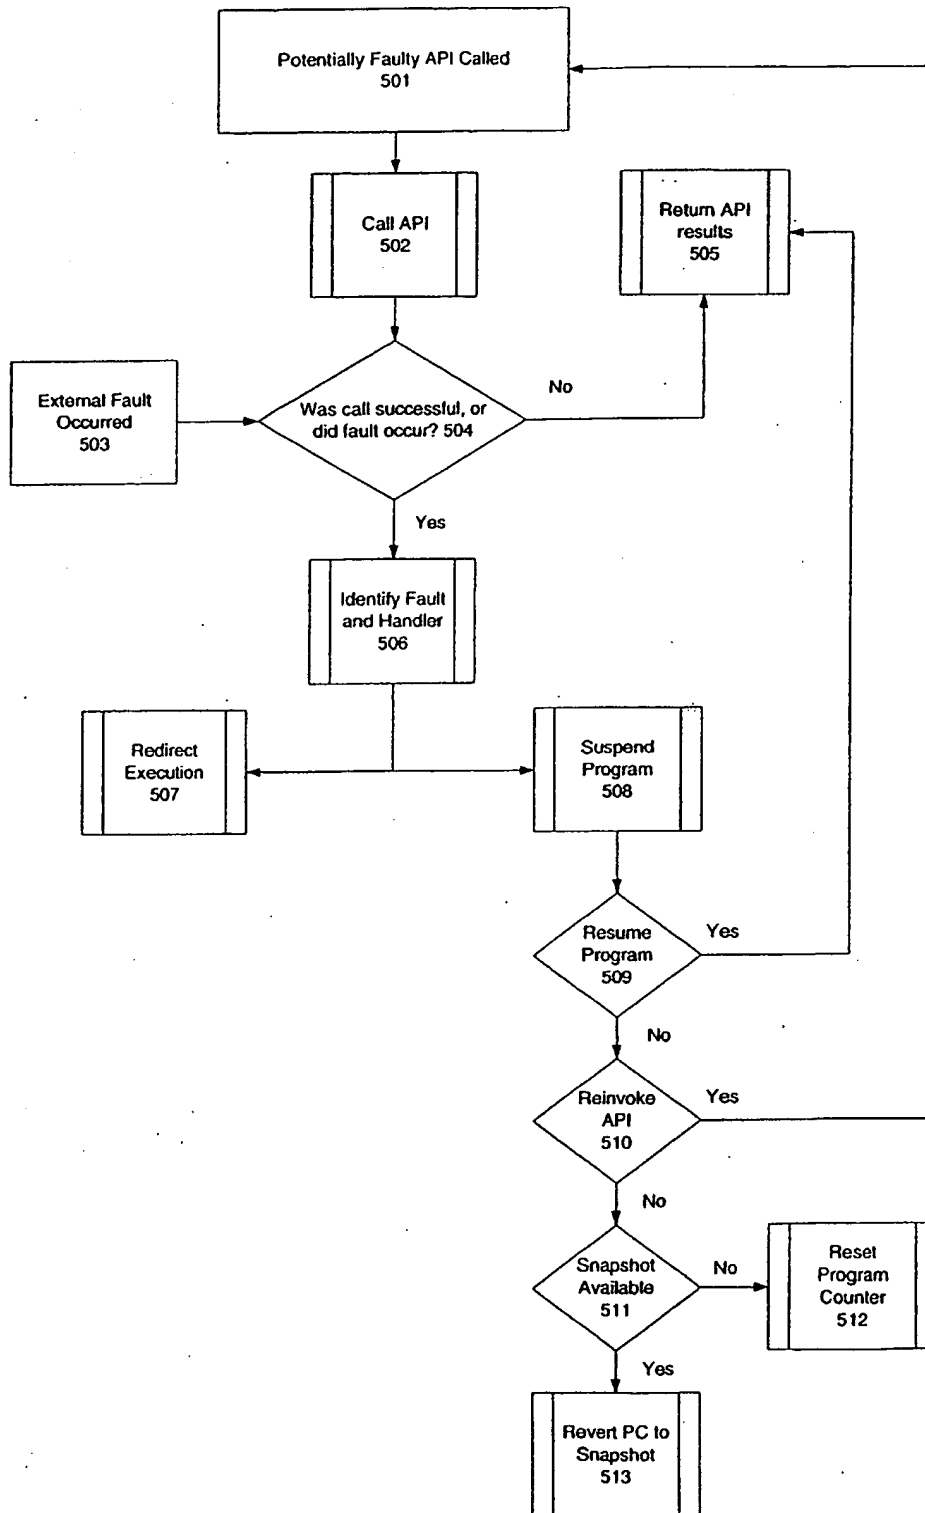 Potentially Faulty API Called
501
Call API
502
Return API
results
505
External Fault
Occurred
503
Was call successful, or
did fault occur? 504
No
Yes
Identify Fault
and Handler
506
Redirect
Execution
507
Suspend
Program
508
Resume
Program
509
Yes
No
Reinvoke
API
510
Yes
No
Snapshot
Available
511
No
Reset
Program
Counter
512
Yes
Revert PC to
Snapshot
513